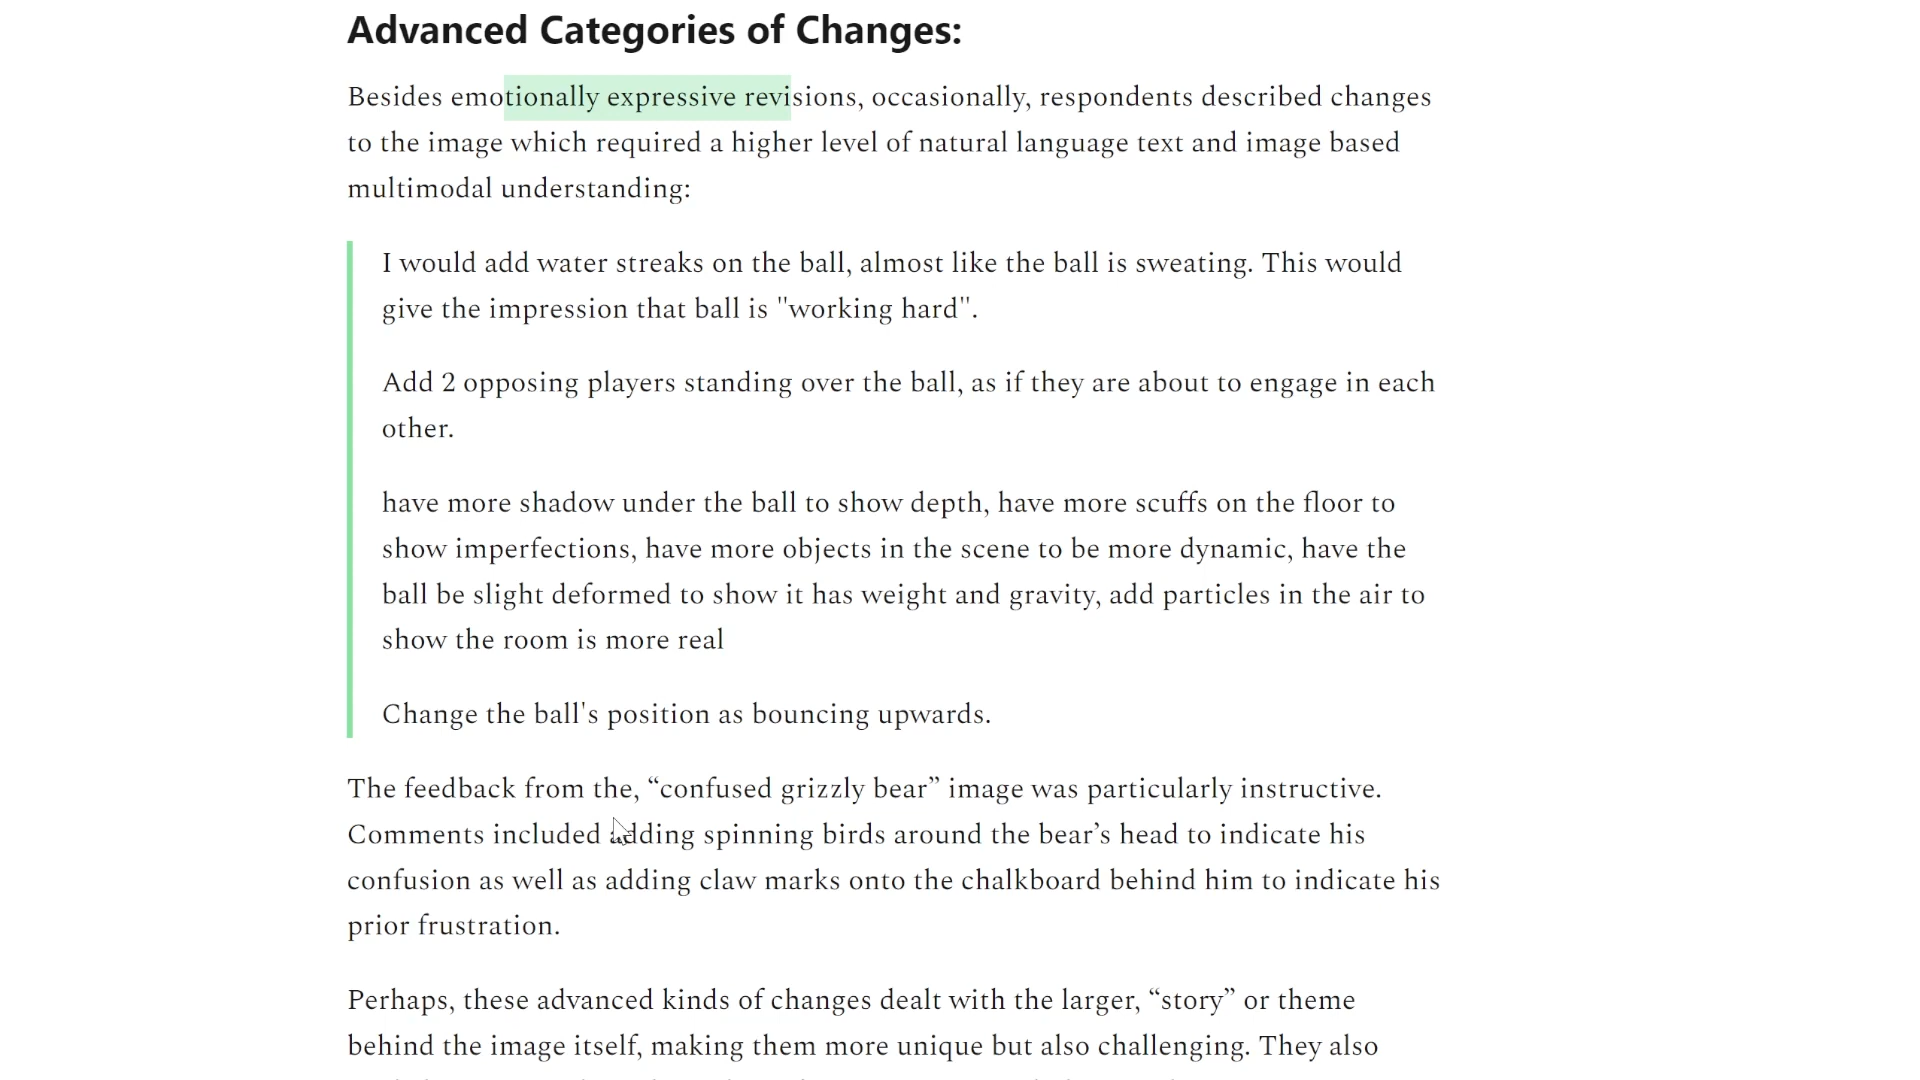 Advanced Categories of Changes:
Besides emotionally expressive revisions, occasionally, respondents described changes
to the image which required a higher level of natural language text and image based
multimodal understanding:
I would add water streaks on the ball, almost like the ball is sweating. This would
give the impression that ball is "working hard".
Add 2 opposing players standing over the ball, as if they are about to engage in each
other.
have more shadow under the ball to show depth, have more scuffs on the floor to
show imperfections, have more objects in the scene to be more dynamic, have the
ball be slight deformed to show it has weight and gravity, add particles in the air to
show the room is more real
Change the ball's position as bouncing upwards.
The feedback from the, “confused grizzly bear” image was particularly instructive.
Comments included adding spinning birds around the bear’s head to indicate his
confusion as well as adding claw marks onto the chalkboard behind him to indicate his
prior frustration.
Perhaps, these advanced kinds of changes dealt with the larger, “story” or theme
behind the image itself, making them more unique but also challenging. They also